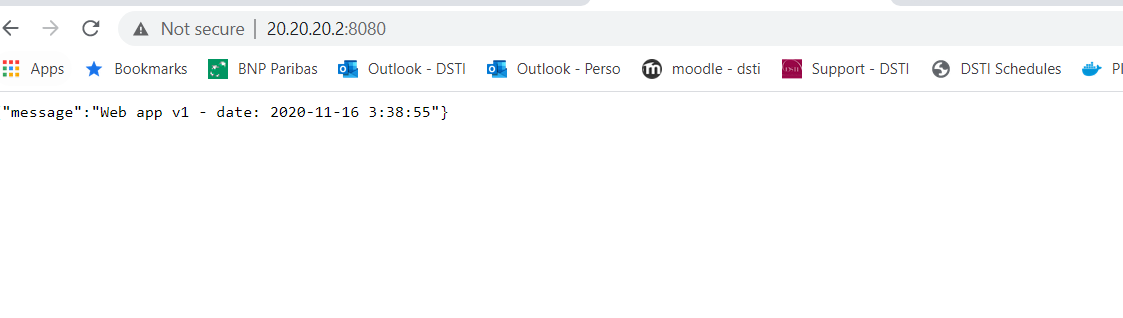 Not secure | 20.20.20.2:8080
Apps Bookmarks BNP Paribas Outlook - DSTI Outlook - Perso moodle - dsti Support - DSTI DSTI Schedules
"message":"Web app v1 - date: 2020-11-16 3:38:55"}